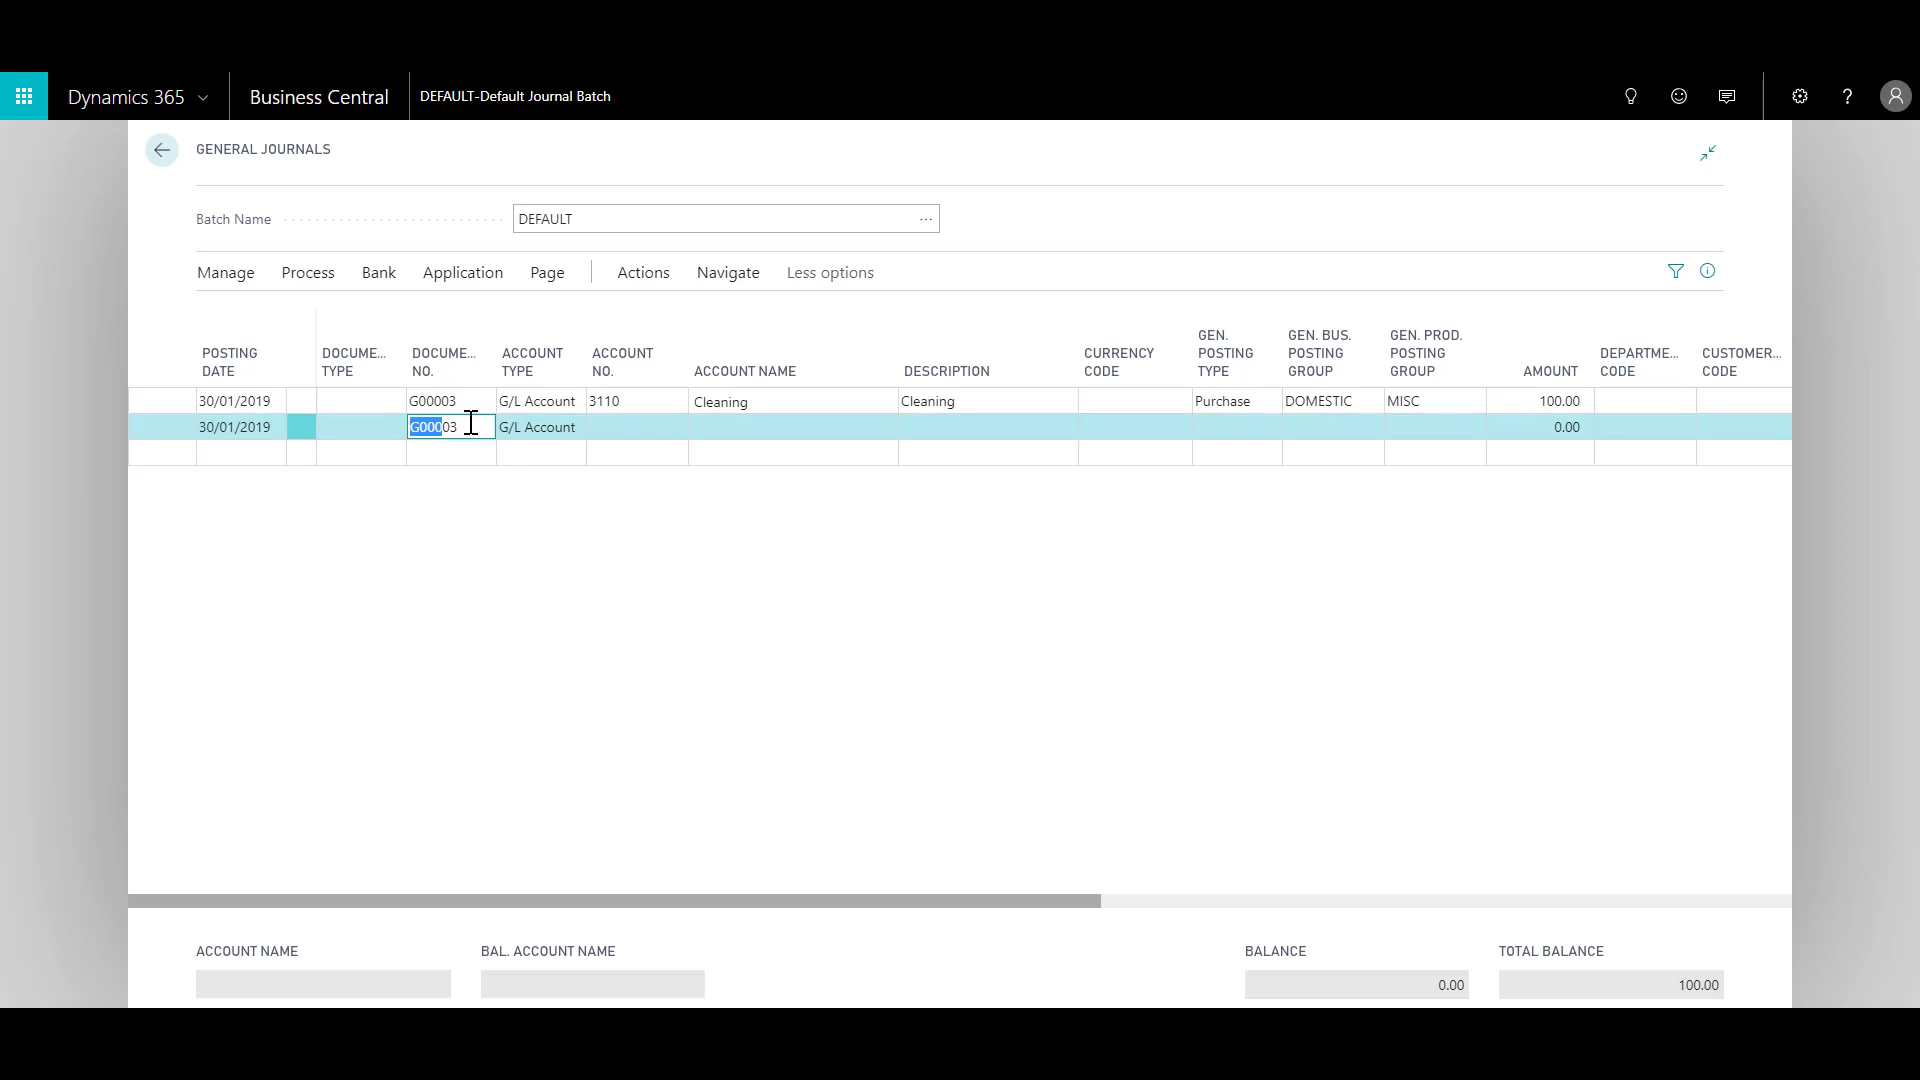 Dynamics 365 Business Central DEFAULT-Default Journal Batch ?
GENERAL JOURNALS
Batch Name DEFAULT ...
Manage Process Bank Application Page Actions Navigate Less options
POSTING DATE DOCUME... TYPE DOCUME... NO. ACCOUNT TYPE ACCOUNT NO. ACCOUNT NAME DESCRIPTION CURRENCY CODE GEN. POSTING TYPE GEN. BUS. POSTING GROUP GEN. PROD. POSTING GROUP AMOUNT DEPARTME... CODE CUSTOMER... CODE
30/01/2019 G00003 G/L Account 3110 Cleaning Cleaning Purchase DOMESTIC MISC 100.00
30/01/2019 G00003 G/L Account 0.00
ACCOUNT NAME BAL. ACCOUNT NAME BALANCE TOTAL BALANCE
0.00 100.00